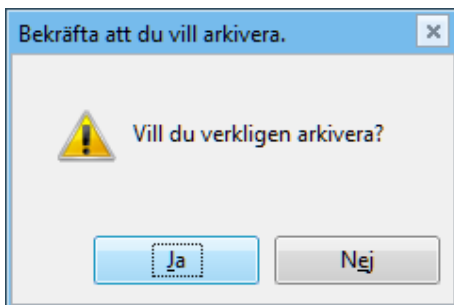 Bekräfta att du vill arkivera.
Vill du verkligen arkivera?
Ja
Nej